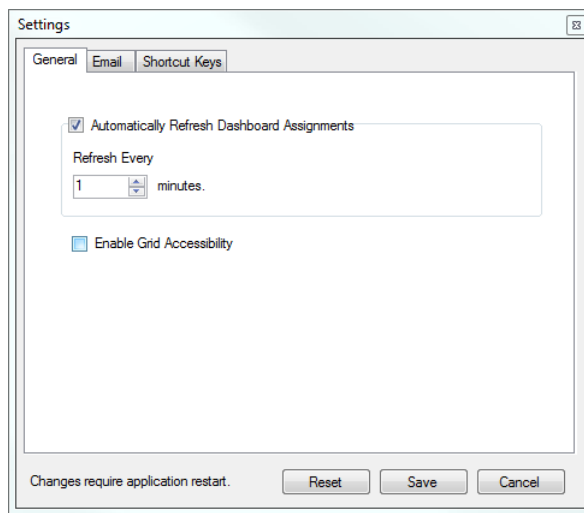 Settings
General Email Shortcut Keys
Automatically Refresh Dashboard Assignments
Refresh Every
1 minutes.
Enable Grid Accessibility
Changes require application restart. Reset Save Cancel